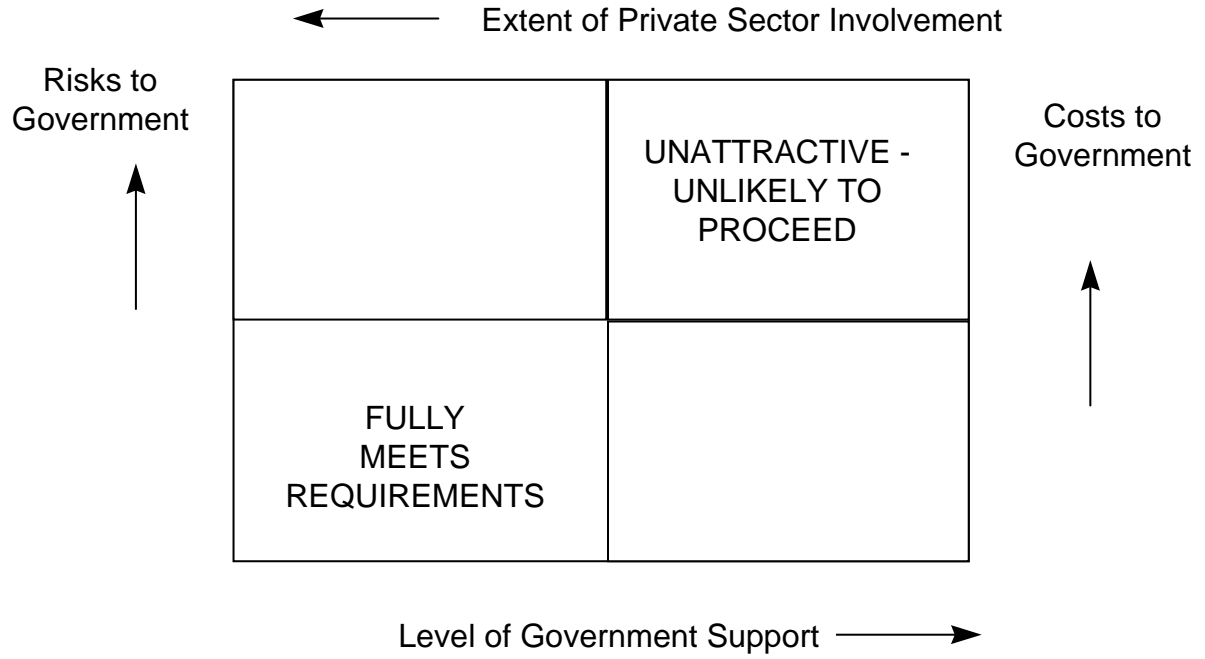 Extent of Private Sector Involvement
Risks to
Government
Costs to
Government
UNATTRACTIVE -
UNLIKELY TO
PROCEED
FULLY
MEETS
REQUIREMENTS
Level of Government Support